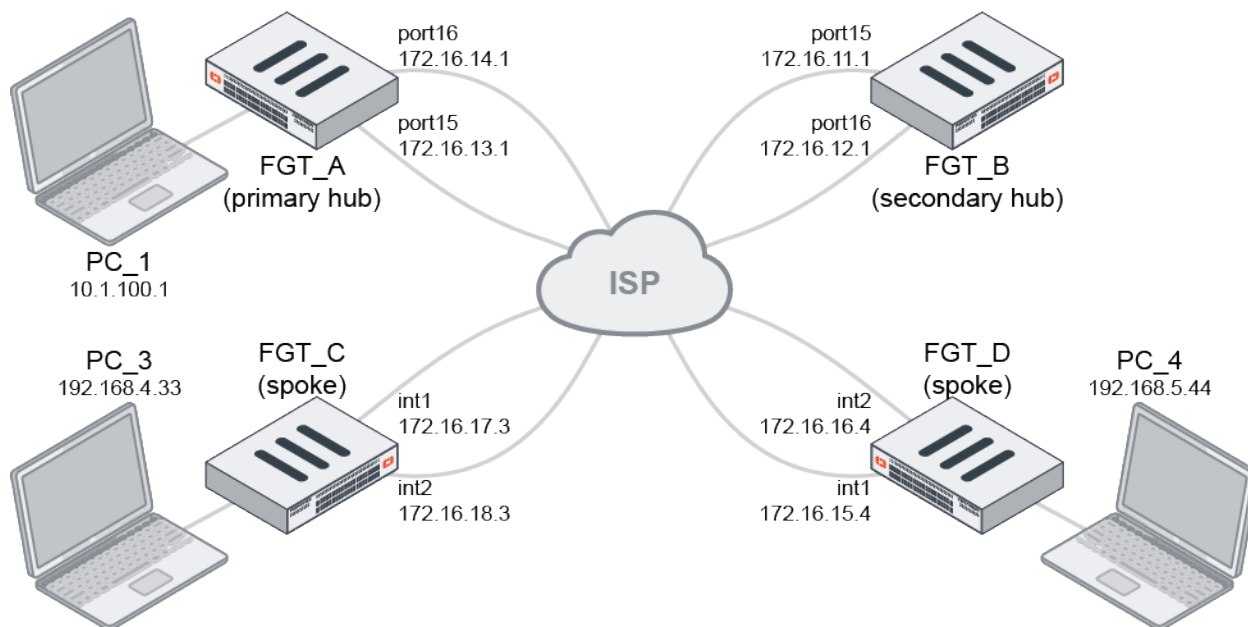 port16
172.16.14.1
port15
172.16.13.1
FGT_A
(primary hub)
PC_1
10.1.100.1
port15
172.16.11.1
port16
172.16.12.1
FGT_B
(secondary hub)
ISP
PC_3
192.168.4.33
FGT_C
(spoke)
int1
172.16.17.3
int2
172.16.18.3
FGT_D
(spoke)
int2
172.16.16.4
int1
172.16.15.4
PC_4
192.168.5.44